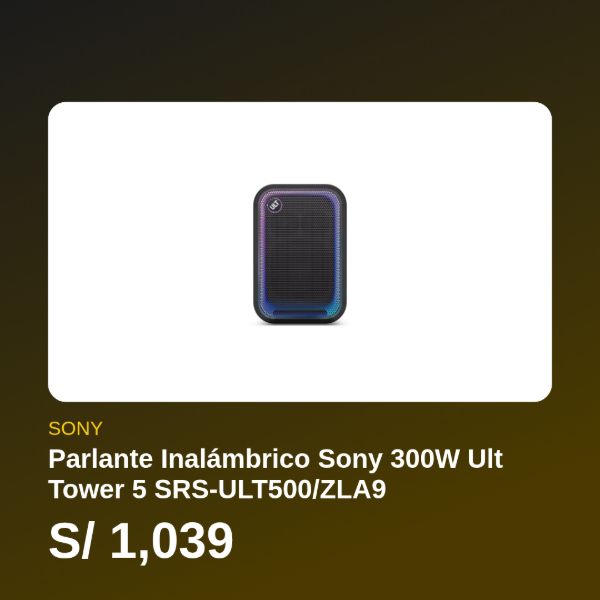 SONY
Parlante Inalámbrico Sony 300W Ult
Tower 5 SRS-ULT500/ZLA9
S/ 1,039